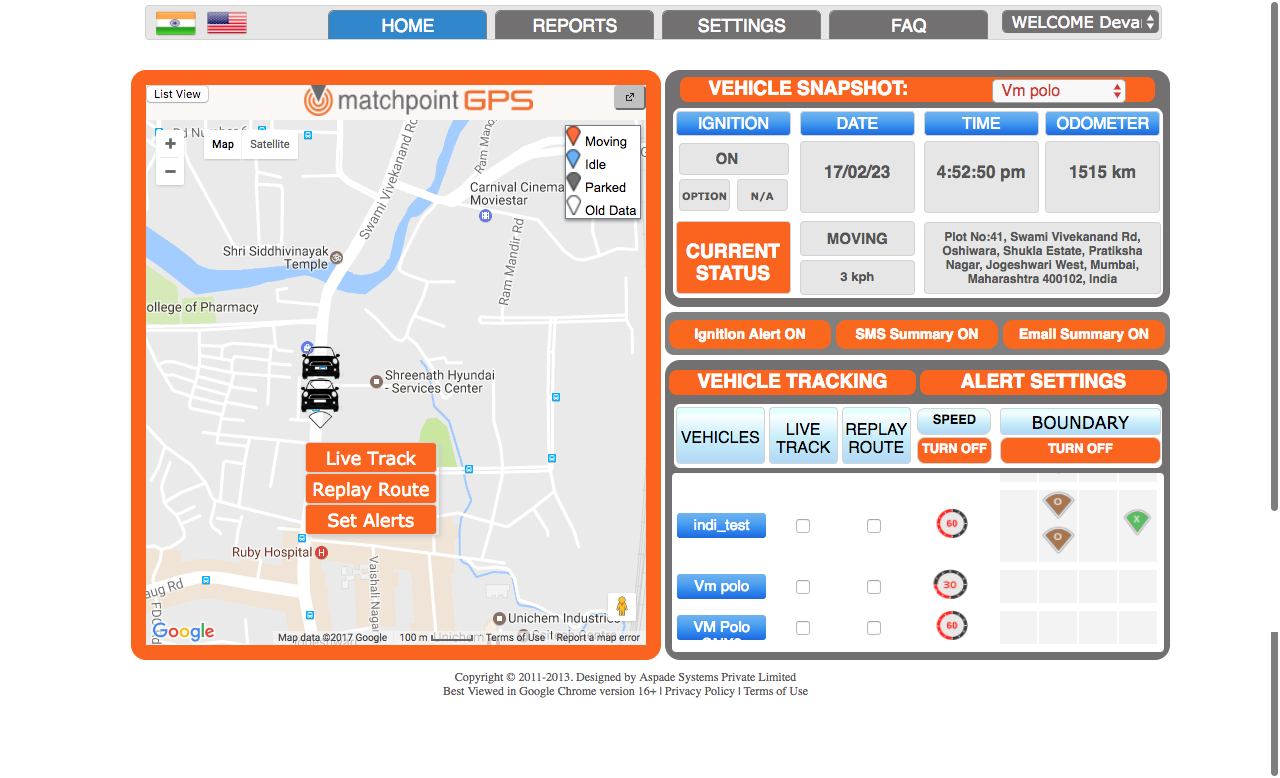 HOME
REPORTS
SETTINGS
FAQ
WELCOME Deva
List View
matchpoint GPS
Map
Satellite
+
−
Moving
Idle
Parked
Old Data
Swami Vivekanand Rd
Ram Mandir Rd
Carnival Cinema
Moviestar
Shri Siddhivinayak
Temple
ollege of Pharmacy
Shreenath Hyundai
- Services Center
Live Track
Replay Route
Set Alerts
Ruby Hospital
H
Vaishali Nagar
aug Rd
Unichem Industries
Google
Map data ©2017 Google
100 m
Terms of Use
Report a map error
VEHICLE SNAPSHOT:
Vm polo
IGNITION
DATE
TIME
ODOMETER
ON
OPTION
N/A
17/02/23
4:52:50 pm
1515 km
CURRENT
STATUS
MOVING
3 kph
Plot No:41, Swami Vivekanand Rd,
Oshiwara, Shukla Estate, Pratiksha
Nagar, Jogeshwari West, Mumbai,
Maharashtra 400102, India
Ignition Alert ON
SMS Summary ON
Email Summary ON
VEHICLE TRACKING
ALERT SETTINGS
VEHICLES
LIVE
TRACK
REPLAY
ROUTE
SPEED
TURN OFF
BOUNDARY
TURN OFF
indi_test
60
O
O
X
Vm polo
30
VM Polo
60
Copyright © 2011-2013. Designed by Aspade Systems Private Limited
Best Viewed in Google Chrome version 16+ | Privacy Policy | Terms of Use